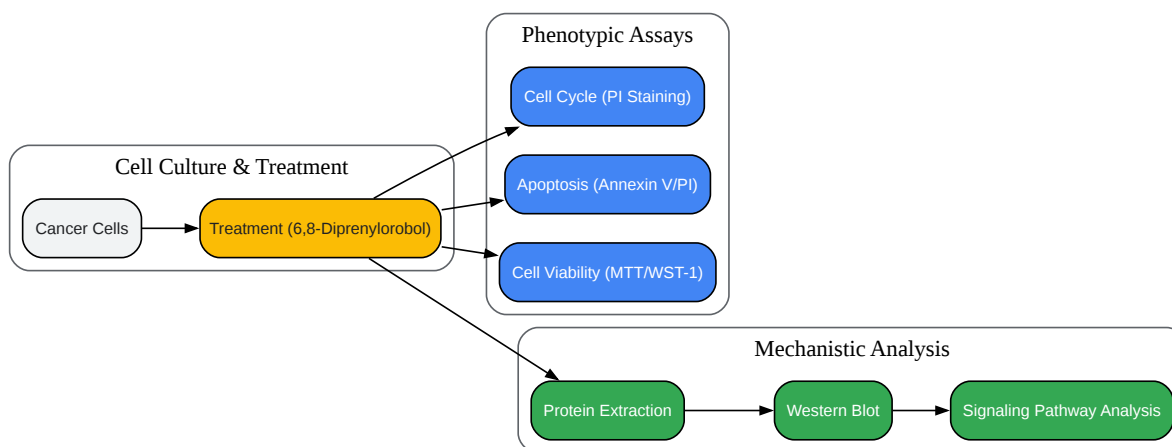 Phenotypic Assays
Cell Cycle (PI Staining)
Apoptosis (Annexin V/PI)
Cell Viability (MTT/WST-1)
Cell Culture & Treatment
Cancer Cells
Treatment (6,8-Diprenylorobol)
Mechanistic Analysis
Protein Extraction
Western Blot
Signaling Pathway Analysis